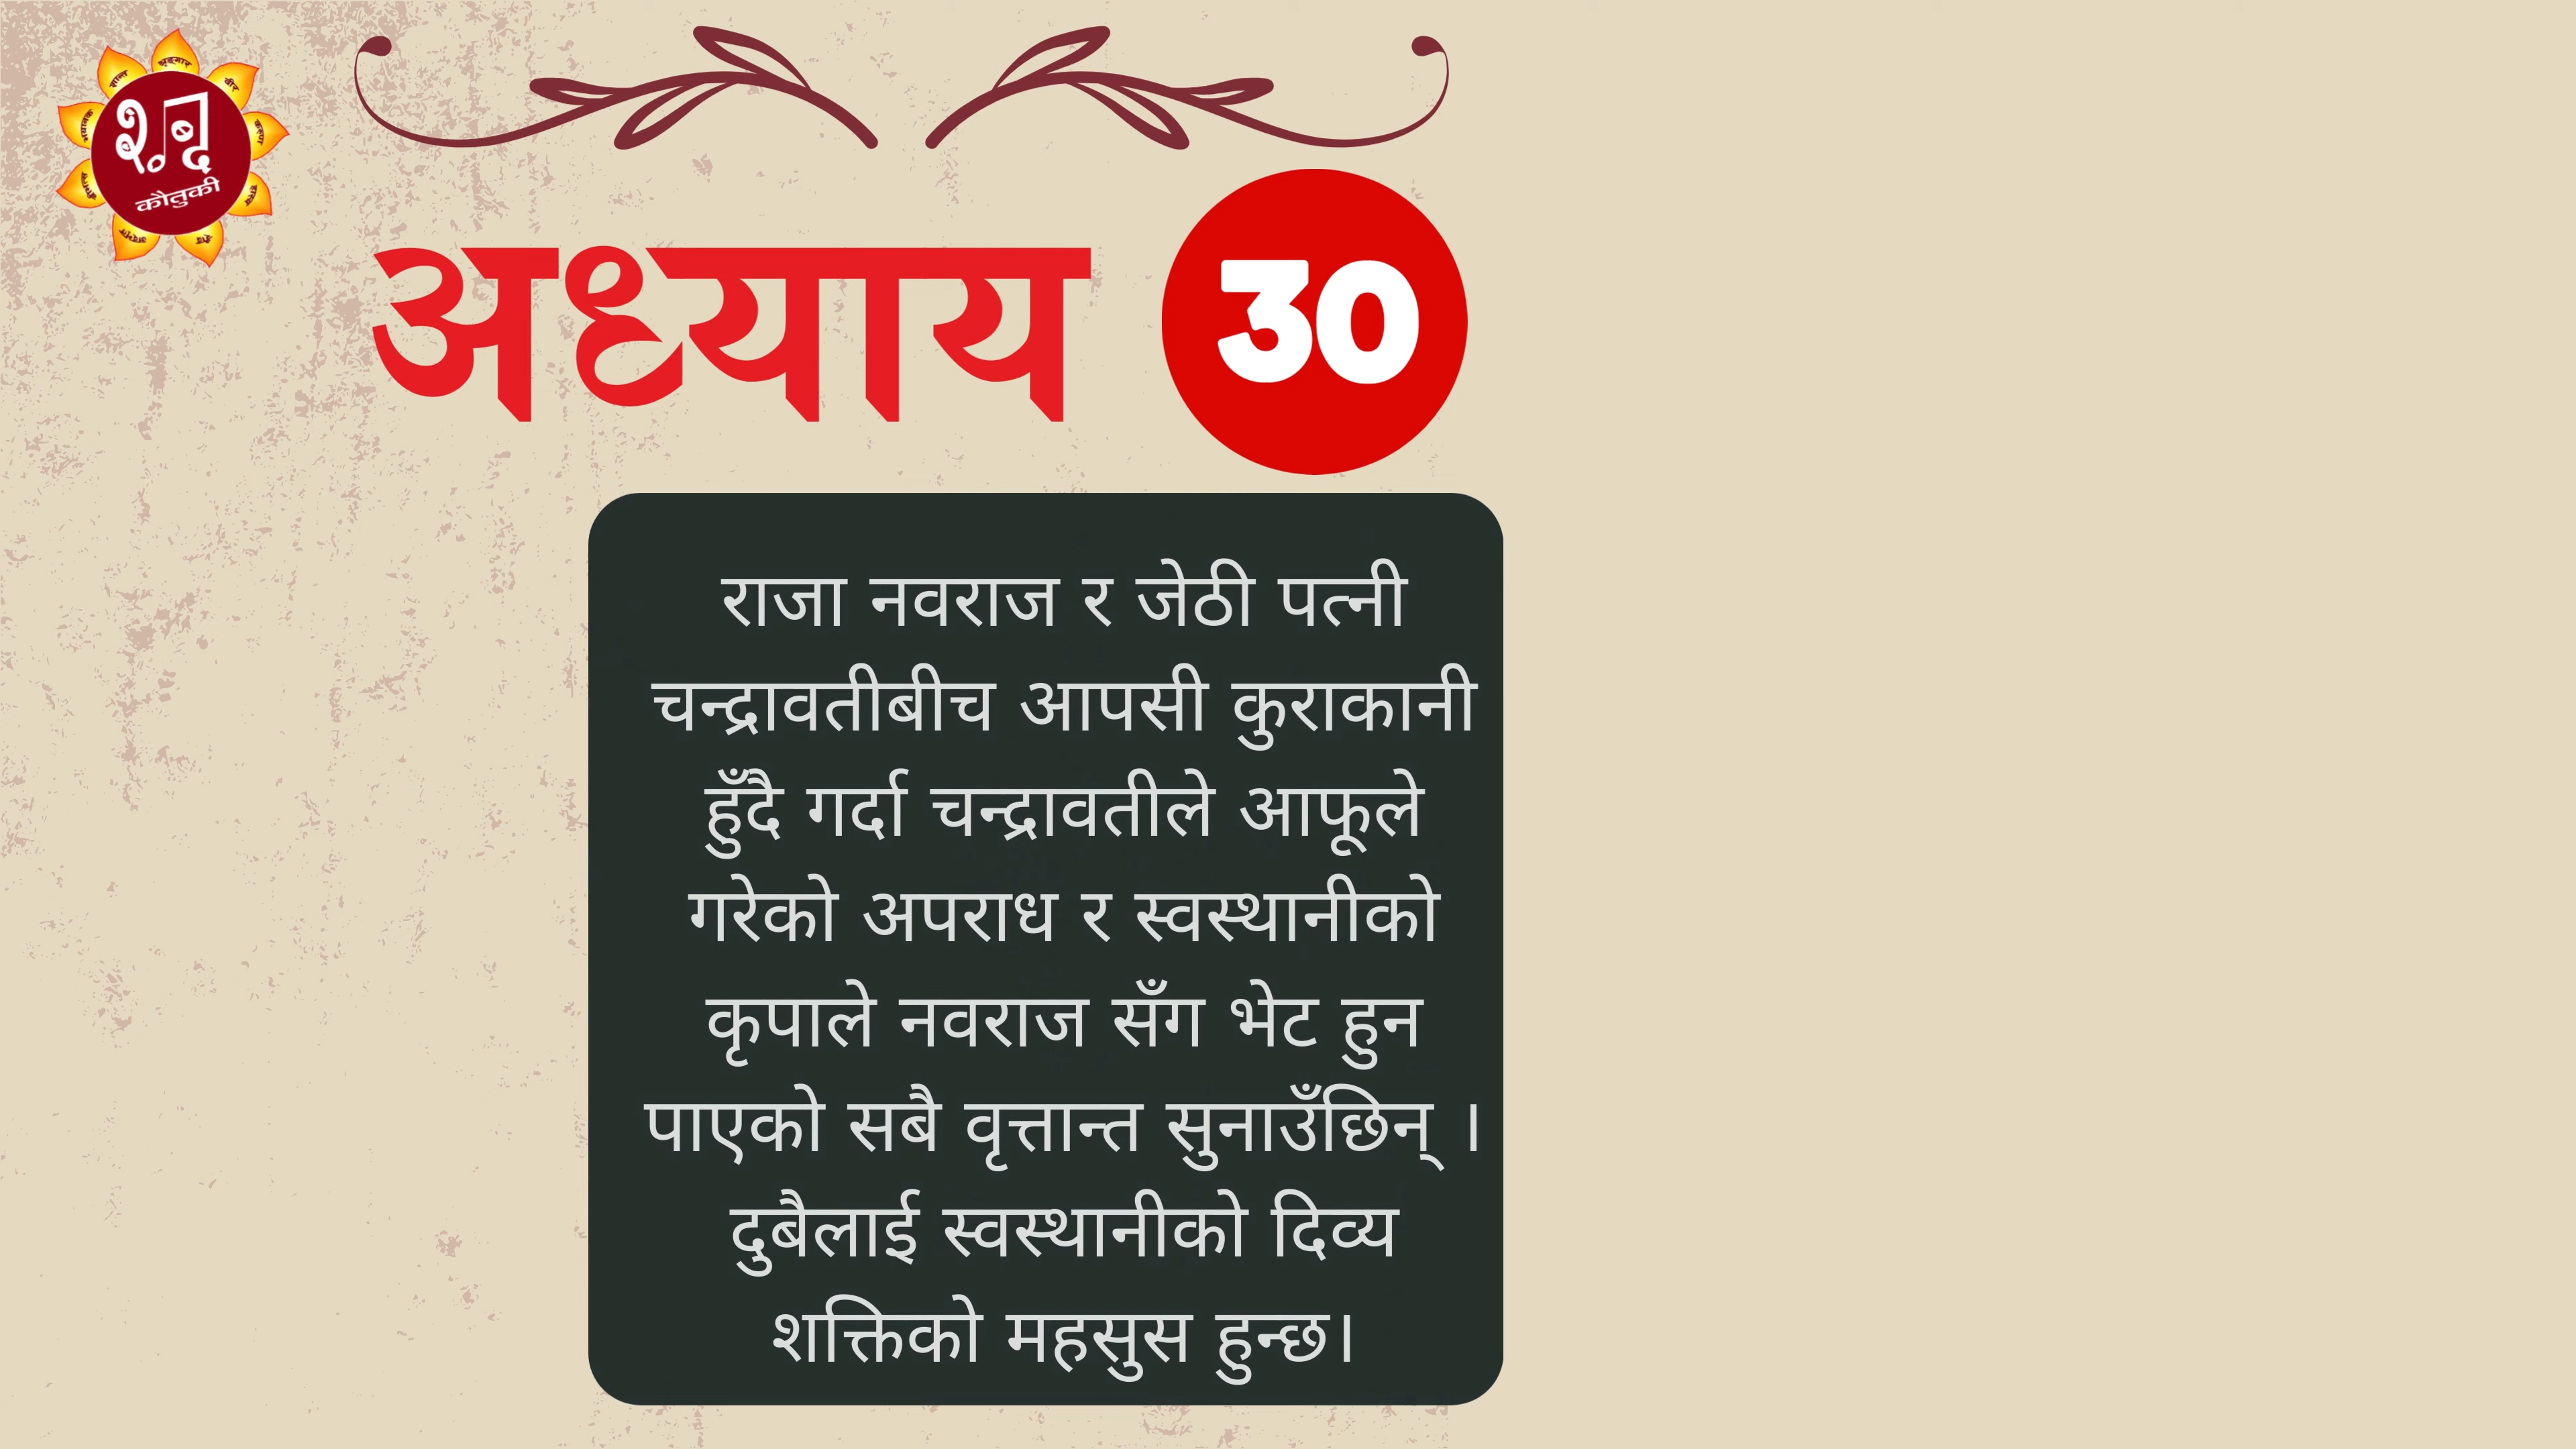 शब्द
कौतुकी
अध्याय 30
राजा नवराज र जेठी पत्नी
चन्द्रावतीबीच आपसी कुराकानी
हुँदै गर्दा चन्द्रावतीले आफूले
गरेको अपराध र स्वस्थानीको
कृपाले नवराज सँग भेट हुन
पाएको सबै वृत्तान्त सुनाउँछिन् ।
दुबैलाई स्वस्थानीको दिव्य
शक्तिको महसुस हुन्छ।